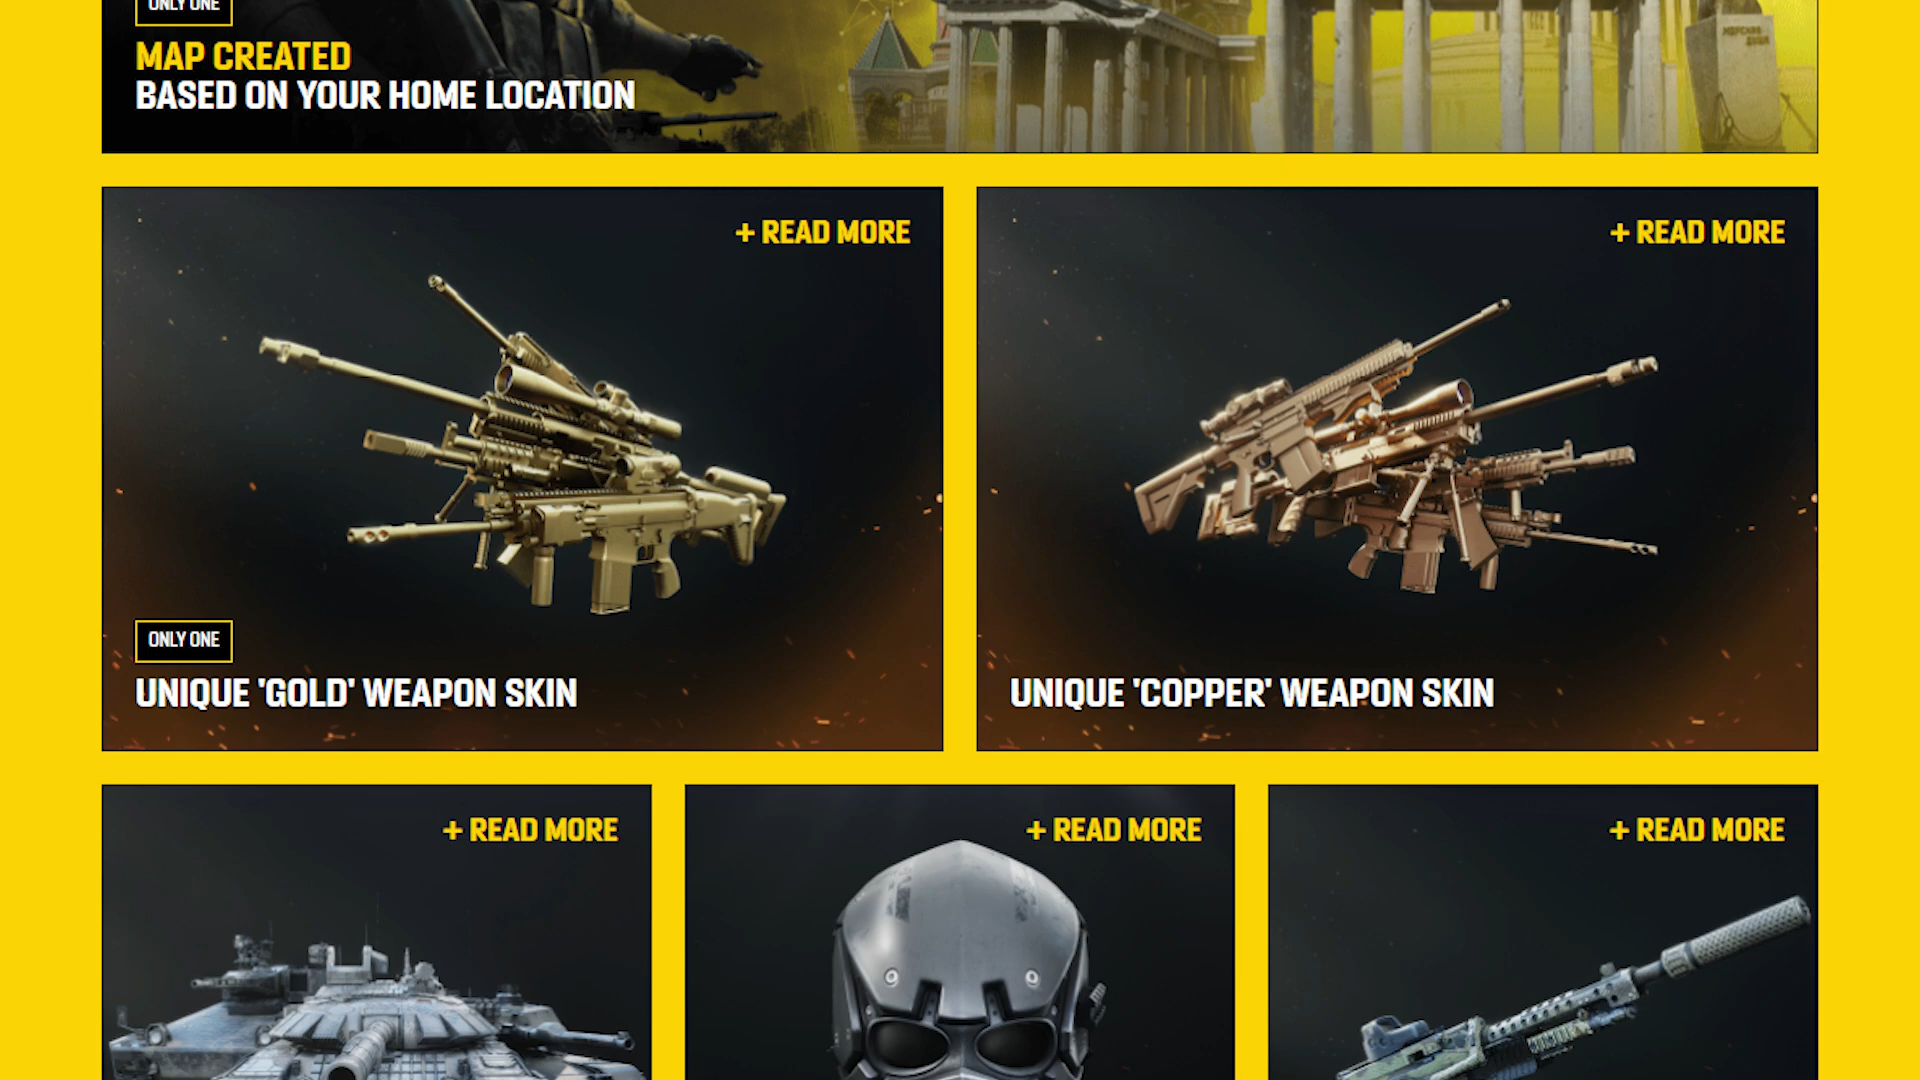 ONLY ONE
MAP CREATED
BASED ON YOUR HOME LOCATION
+ READ MORE
ONLY ONE
UNIQUE 'GOLD' WEAPON SKIN
+ READ MORE
UNIQUE 'COPPER' WEAPON SKIN
+ READ MORE
+ READ MORE
+ READ MORE